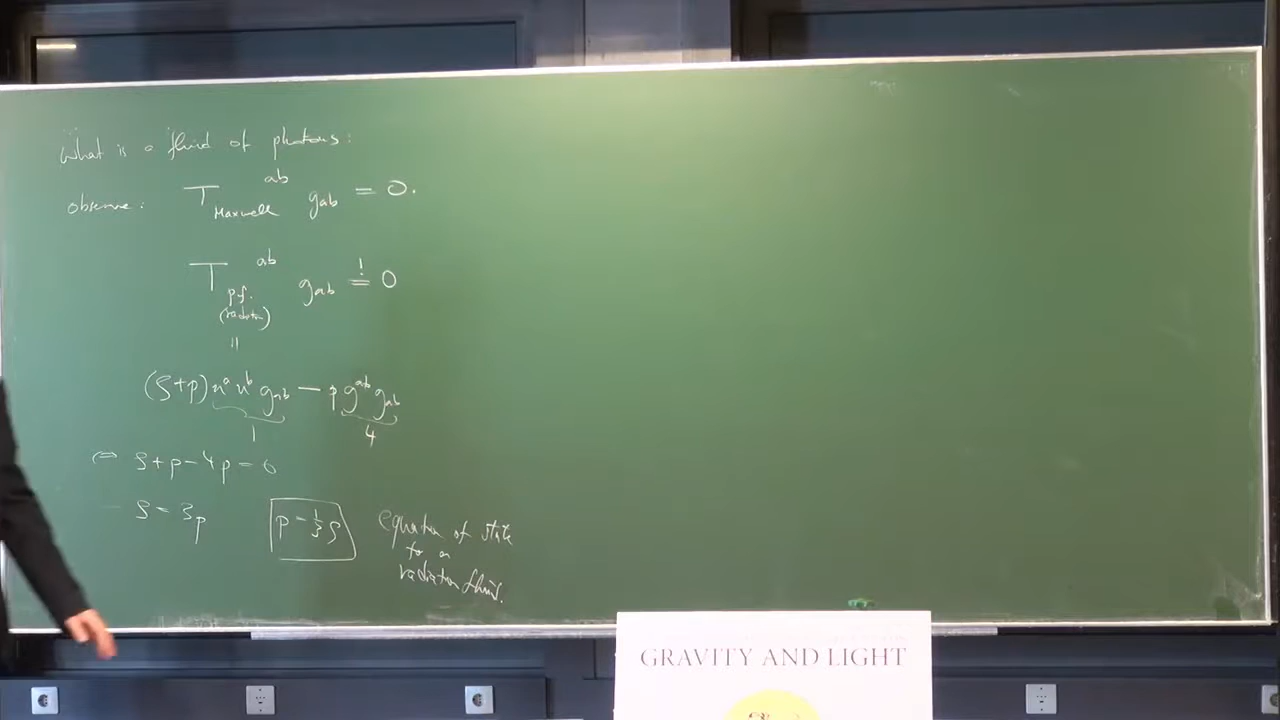 What is a fluid of photons:
observe: T_Maxwell^ab g_ab = 0.
T_p.f.^ab g_ab =! 0
(radiation)
=
(ρ+p) u^a u^b g_ab − p g^ab g_ab
1 4
⇔ ρ+p−4p=0
ρ = 3p p = 1/3 ρ equation of state
fo a
radiation fluid.
GRAVITY AND LIGHT